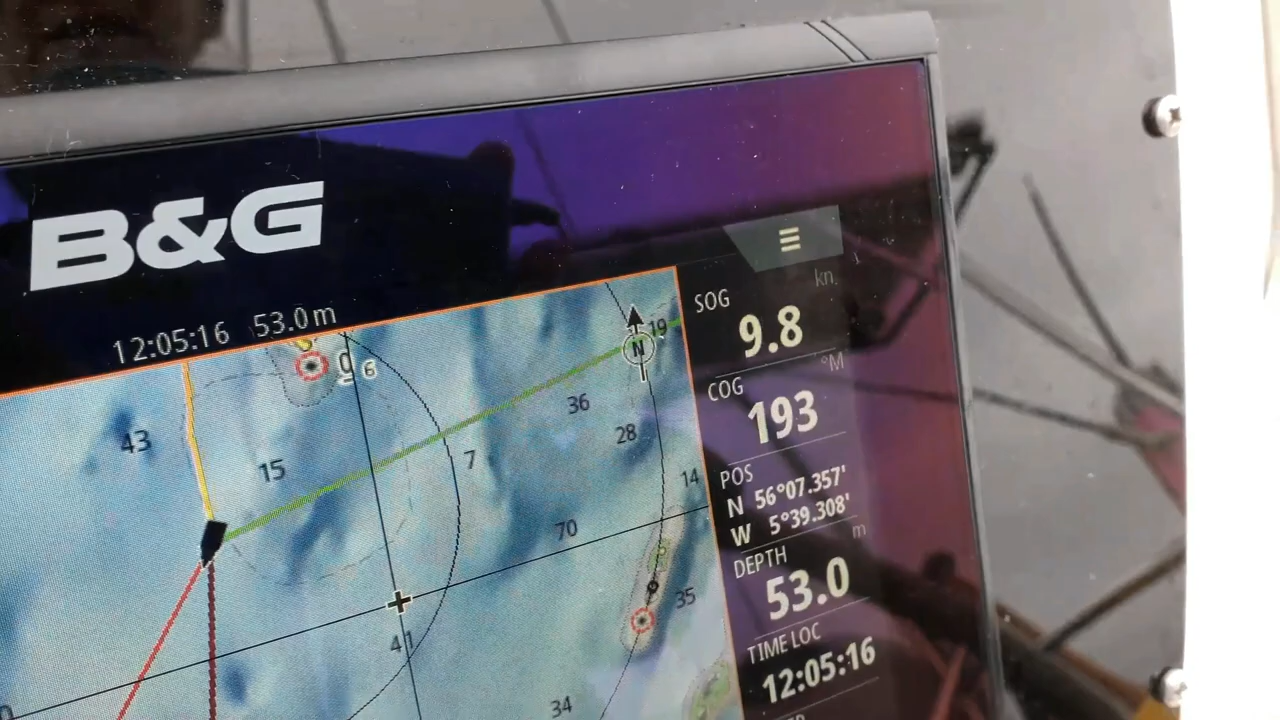 B&G
12:05:16 53.0 m
SOG kn
9.8
COG °M
193
POS
N 56°07.357'
W 5°39.308'
DEPTH m
53.0
TIME LOC
12:05:16
N
19
6
43
15
36
28
7
14
70
35
41
34